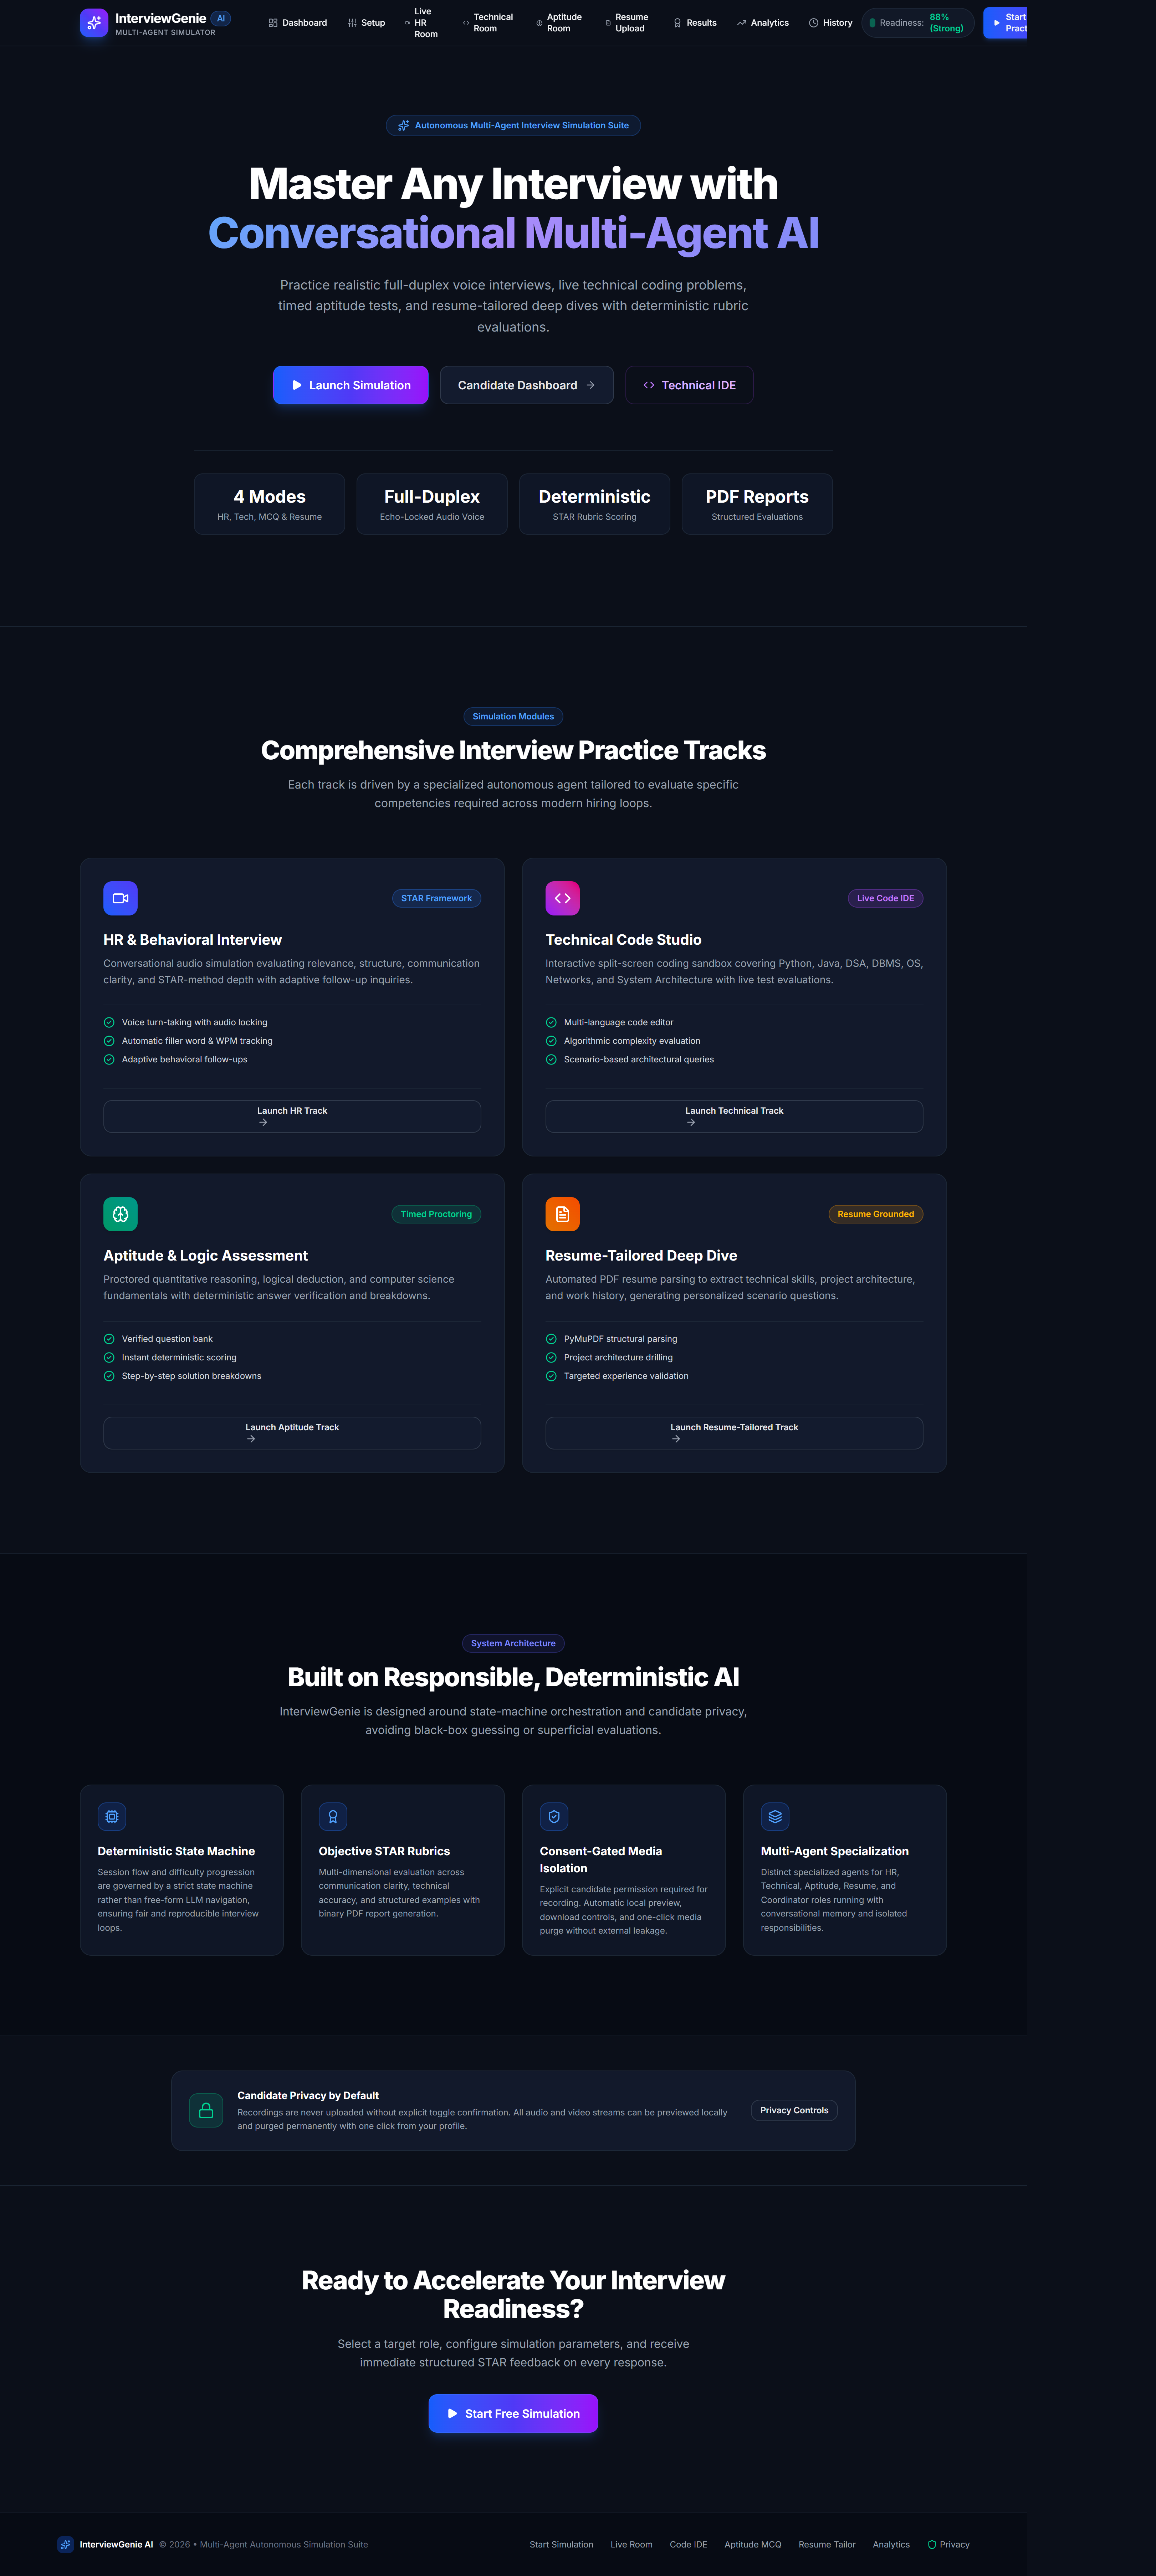 InterviewGenie AI
MULTI-AGENT SIMULATOR
Dashboard
Setup
Live
HR
Room
Technical
Room
Aptitude
Room
Resume
Upload
Results
Analytics
History
Readiness:
88%
(Strong)
Start
Pract
Autonomous Multi-Agent Interview Simulation Suite
Master Any Interview with
Conversational Multi-Agent AI
Practice realistic full-duplex voice interviews, live technical coding problems,
timed aptitude tests, and resume-tailored deep dives with deterministic rubric
evaluations.
Launch Simulation
Candidate Dashboard
Technical IDE
4 Modes
HR, Tech, MCQ & Resume
Full-Duplex
Echo-Locked Audio Voice
Deterministic
STAR Rubric Scoring
PDF Reports
Structured Evaluations
Simulation Modules
Comprehensive Interview Practice Tracks
Each track is driven by a specialized autonomous agent tailored to evaluate specific
competencies required across modern hiring loops.
STAR Framework
HR & Behavioral Interview
Conversational audio simulation evaluating relevance, structure, communication
clarity, and STAR-method depth with adaptive follow-up inquiries.
Voice turn-taking with audio locking
Automatic filler word & WPM tracking
Adaptive behavioral follow-ups
Launch HR Track
Live Code IDE
Technical Code Studio
Interactive split-screen coding sandbox covering Python, Java, DSA, DBMS, OS,
Networks, and System Architecture with live test evaluations.
Multi-language code editor
Algorithmic complexity evaluation
Scenario-based architectural queries
Launch Technical Track
Timed Proctoring
Aptitude & Logic Assessment
Proctored quantitative reasoning, logical deduction, and computer science
fundamentals with deterministic answer verification and breakdowns.
Verified question bank
Instant deterministic scoring
Step-by-step solution breakdowns
Launch Aptitude Track
Resume Grounded
Resume-Tailored Deep Dive
Automated PDF resume parsing to extract technical skills, project architecture,
and work history, generating personalized scenario questions.
PyMuPDF structural parsing
Project architecture drilling
Targeted experience validation
Launch Resume-Tailored Track
System Architecture
Built on Responsible, Deterministic AI
InterviewGenie is designed around state-machine orchestration and candidate privacy,
avoiding black-box guessing or superficial evaluations.
Deterministic State Machine
Session flow and difficulty progression
are governed by a strict state machine
rather than free-form LLM navigation,
ensuring fair and reproducible interview
loops.
Objective STAR Rubrics
Multi-dimensional evaluation across
communication clarity, technical
accuracy, and structured examples with
binary PDF report generation.
Consent-Gated Media
Isolation
Explicit candidate permission required for
recording. Automatic local preview,
download controls, and one-click media
purge without external leakage.
Multi-Agent Specialization
Distinct specialized agents for HR,
Technical, Aptitude, Resume, and
Coordinator roles running with
conversational memory and isolated
responsibilities.
Candidate Privacy by Default
Recordings are never uploaded without explicit toggle confirmation. All audio and video streams can be previewed locally
and purged permanently with one click from your profile.
Privacy Controls
Ready to Accelerate Your Interview
Readiness?
Select a target role, configure simulation parameters, and receive
immediate structured STAR feedback on every response.
Start Free Simulation
InterviewGenie AI © 2026 • Multi-Agent Autonomous Simulation Suite
Start Simulation
Live Room
Code IDE
Aptitude MCQ
Resume Tailor
Analytics
Privacy